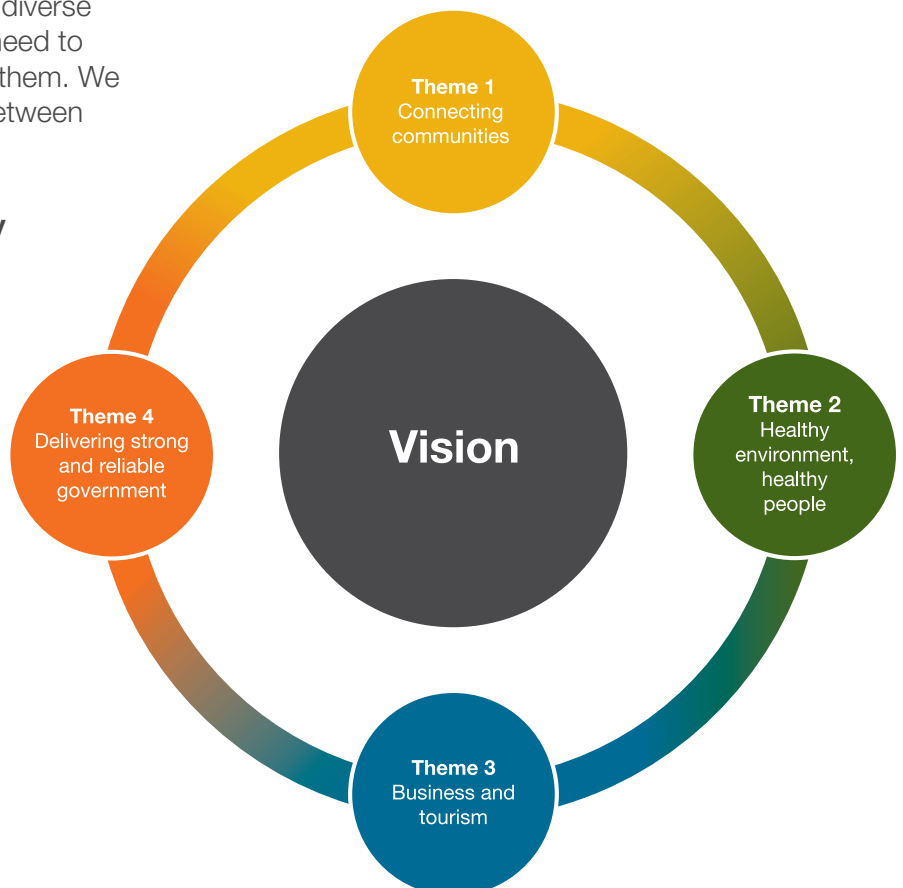 diverse
need to
them. We
between
y
Theme 1
Connecting
communities
Theme 4
Delivering strong
and reliable
government
Vision
Theme 2
Healthy
environment,
healthy
people
Theme 3
Business and
tourism